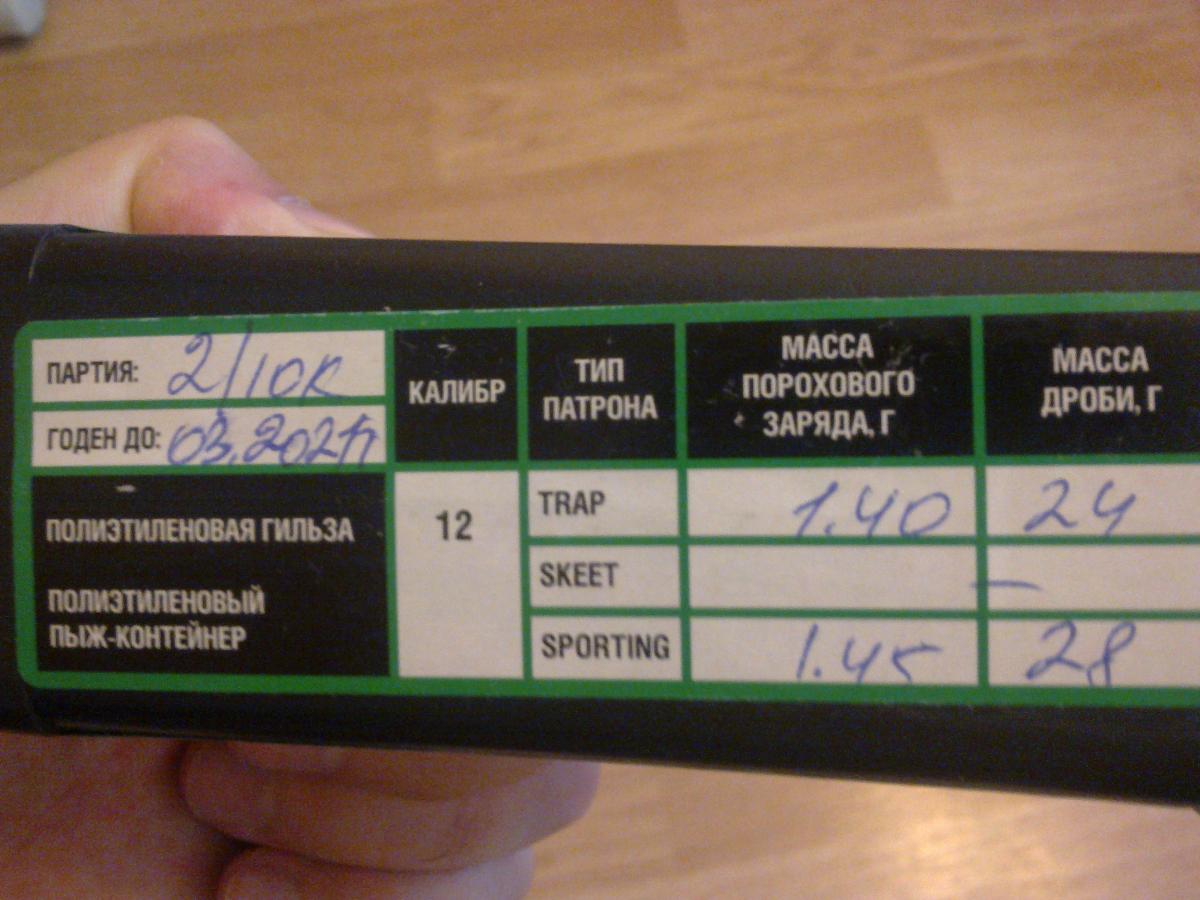 ПАРТИЯ: 2/10К
ГОДЕН ДО: 03.2021г
ПОЛИЭТИЛЕНОВАЯ ГИЛЬЗА
ПОЛИЭТИЛЕНОВЫЙ
ПЫЖ-КОНТЕЙНЕР
КАЛИБР
12
ТИП
ПАТРОНА
МАССА
ПОРОХОВОГО
ЗАРЯДА, Г
МАССА
ДРОБИ, Г
TRAP 1.40 24
SKEET —
SPORTING 1.45 28